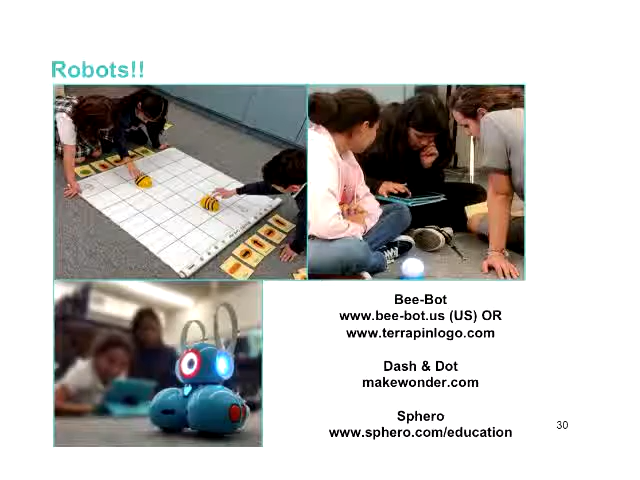 Robots!!
Bee-Bot
www.bee-bot.us (US) OR
www.terrapinlogo.com
Dash & Dot
makewonder.com
Sphero
www.sphero.com/education
30